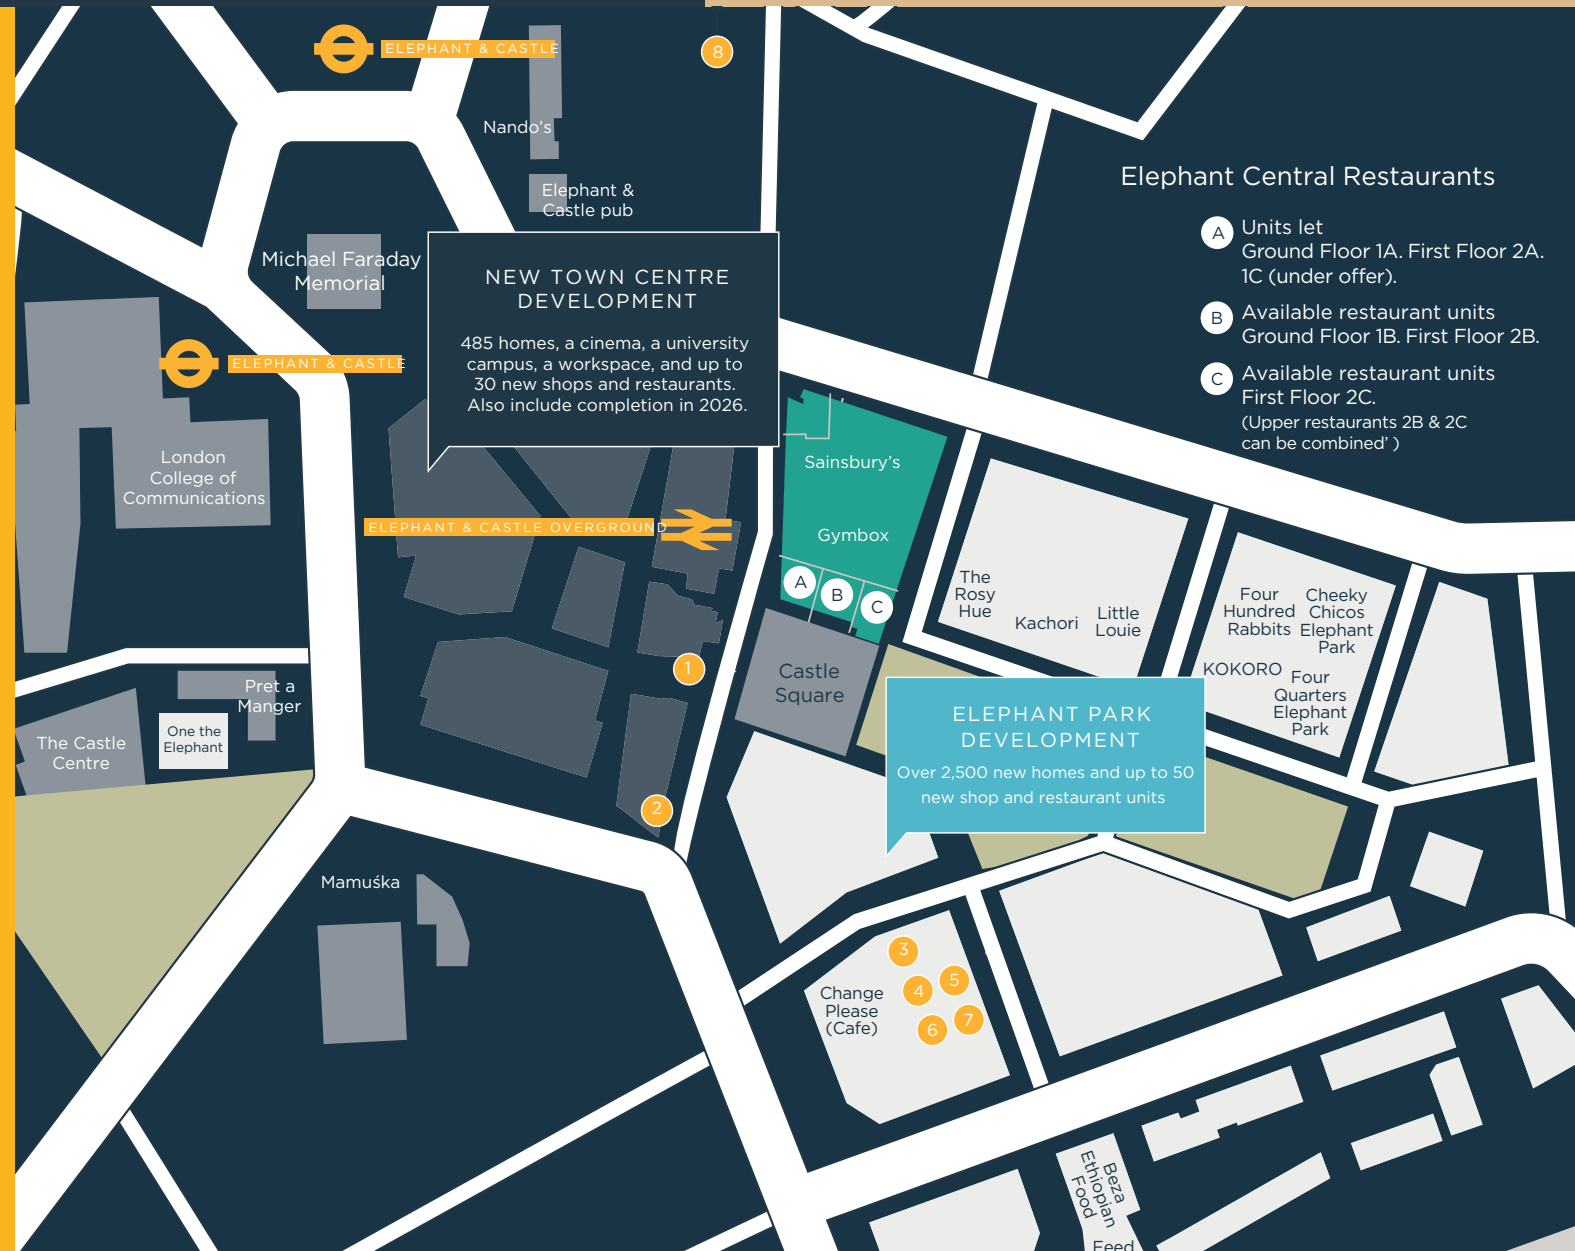 ELEPHANT & CASTLE
8
Nando's
Elephant &
Castle pub
Michael Faraday
Memorial
Elephant Central Restaurants
A
Units let
Ground Floor 1A. First Floor 2A.
1C (under offer).
B
Available restaurant units
Ground Floor 1B. First Floor 2B.
C
Available restaurant units
First Floor 2C.
(Upper restaurants 2B & 2C
can be combined' )
NEW TOWN CENTRE
DEVELOPMENT
485 homes, a cinema, a university
campus, a workspace, and up to
30 new shops and restaurants.
Also include completion in 2026.
ELEPHANT & CASTLE
London
College of
Communications
ELEPHANT & CASTLE OVERGROUND
Sainsbury's
Gymbox
A
B
C
The
Rosy
Hue
Kachori
Little
Louie
Four
Hundred
Rabbits
Cheeky
Chicos
Elephant
Park
KOKORO
Four
Quarters
Elephant
Park
1
Castle
Square
Pret a
Manger
One the
Elephant
The Castle
Centre
ELEPHANT PARK
DEVELOPMENT
Over 2,500 new homes and up to 50
new shop and restaurant units
2
Mamuśka
3
4
5
6
7
Change
Please
(Cafe)
Beza
Ethiopian
Food
Feed